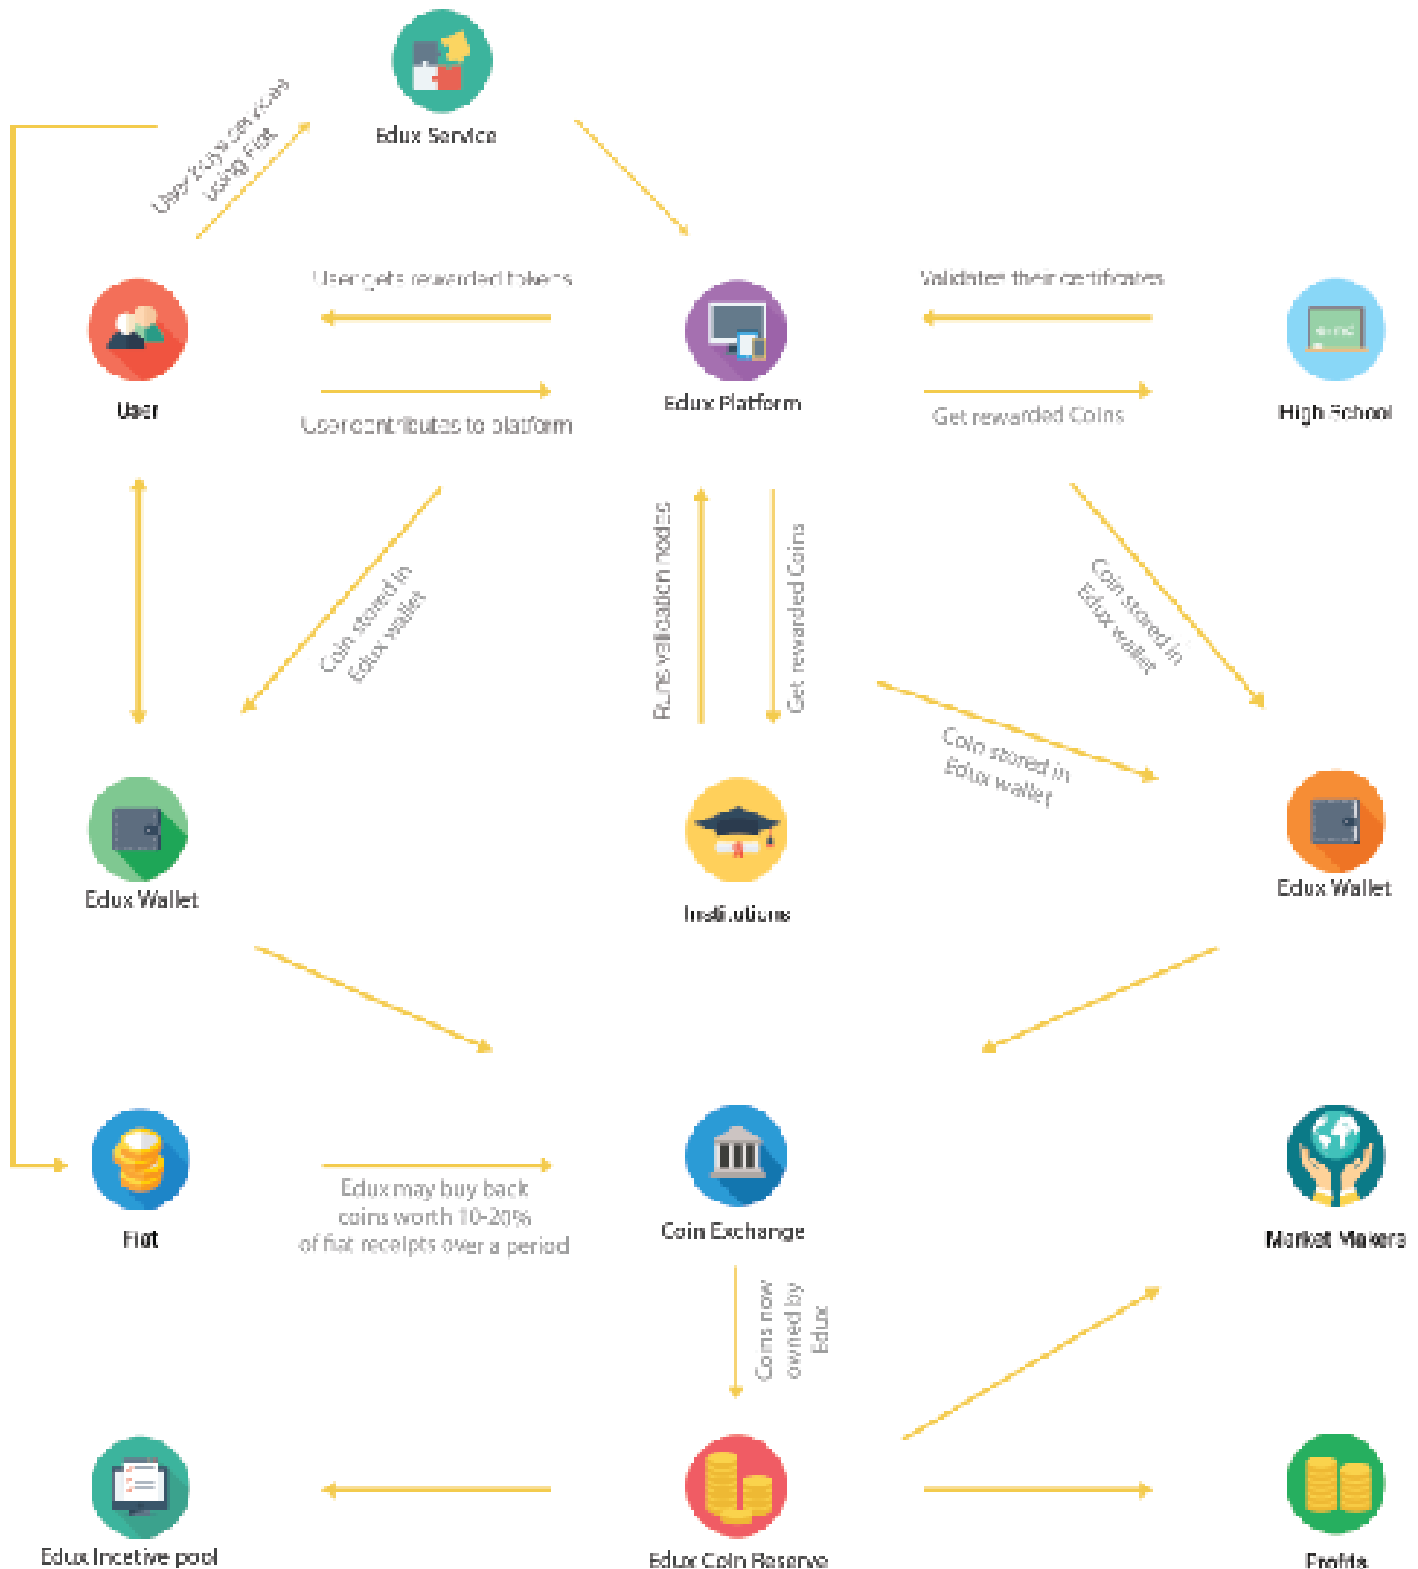 Edux Service
User buys services
using Fiat
User gets rewarded tokens
Validates their certificates
User
Edux Platform
High School
User contributes to platform
Get rewarded Coins
Coin stored in
Edux wallet
Runs validation nodes
Get rewarded Coins
Coin stored in
Edux wallet
Coin stored in
Edux wallet
Edux Wallet
Institutions
Edux Wallet
Edux may buy back
coins worth 10-20%
of fiat receipts over a period
Fiat
Coin Exchange
Market Makers
Coins now
owned by
Edux
Edux Incetive pool
Edux Coin Reserve
Profits